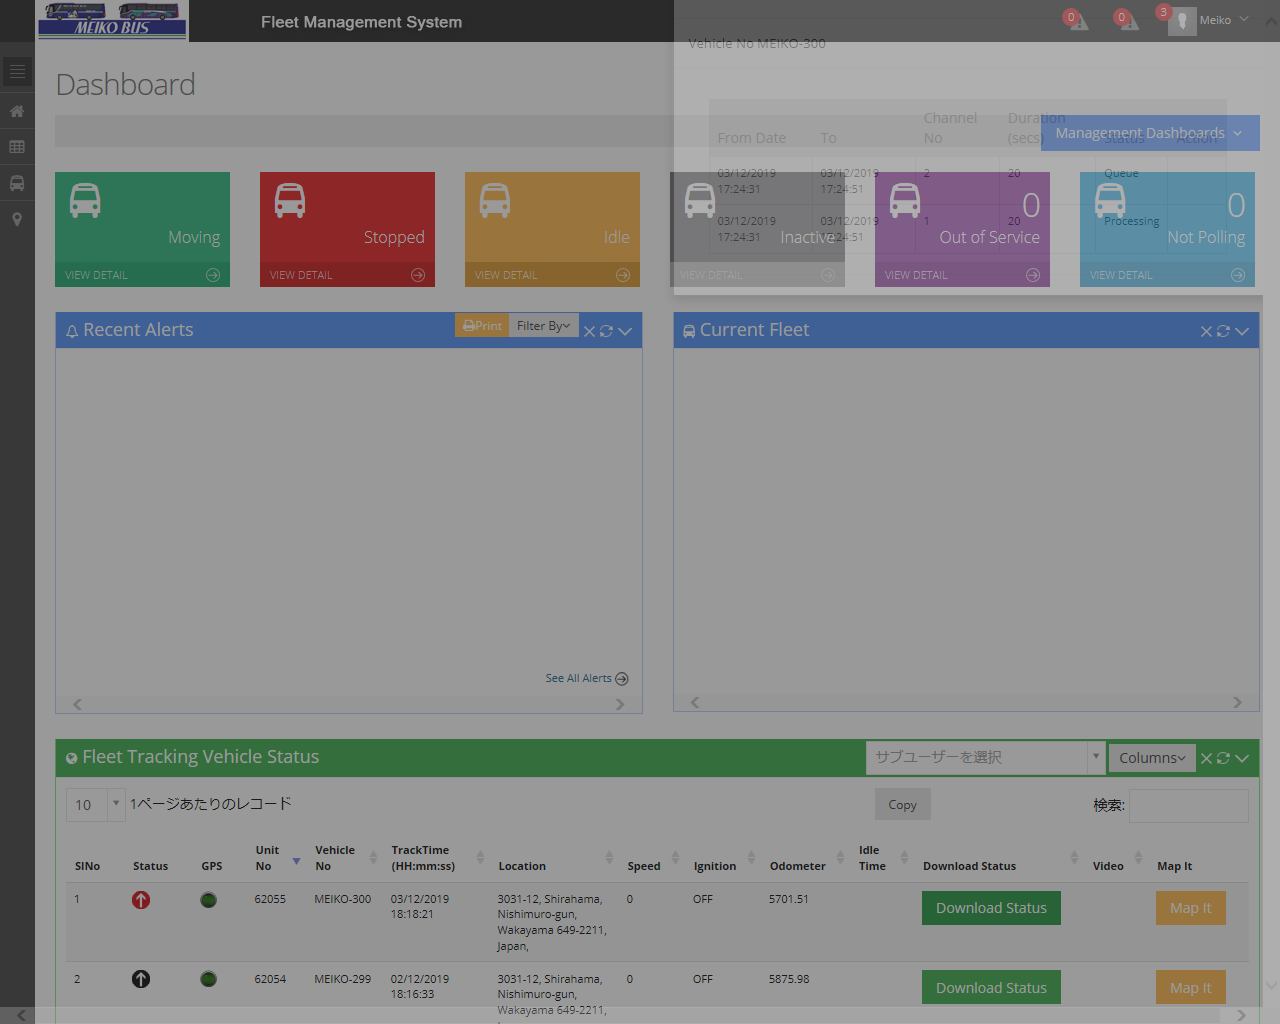 MEIKO BUS
Fleet Management System
0
0
3
Meiko
Vehicle No MEIKO-300
Dashboard
From Date
To
Channel No
Duration (secs)
Status
Action
Management Dashboards
03/12/2019 17:24:31
03/12/2019 17:24:51
2
20
Queue
03/12/2019 17:24:31
03/12/2019 17:24:51
1
20
Processing
Moving
VIEW DETAIL
Stopped
VIEW DETAIL
Idle
VIEW DETAIL
Inactive
VIEW DETAIL
0
Out of Service
VIEW DETAIL
0
Not Polling
VIEW DETAIL
Recent Alerts
Print
Filter By
Current Fleet
See All Alerts
Fleet Tracking Vehicle Status
サブユーザーを選択
Columns
10
1ページあたりのレコード
Copy
検索:
SlNo
Status
GPS
Unit No
Vehicle No
TrackTime (HH:mm:ss)
Location
Speed
Ignition
Odometer
Idle Time
Download Status
Video
Map It
1
62055
MEIKO-300
03/12/2019 18:18:21
3031-12, Shirahama,
Nishimuro-gun,
Wakayama 649-2211,
Japan,
0
OFF
5701.51
Download Status
Map It
2
62054
MEIKO-299
02/12/2019 18:16:33
3031-12, Shirahama,
Nishimuro-gun,
Wakayama 649-2211,
0
OFF
5875.98
Download Status
Map It